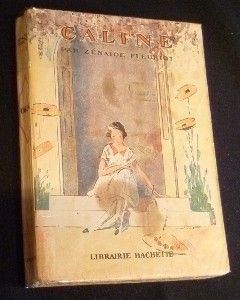 CALINE
PAR ZÉNAÏDE FLEURIOT
LIBRAIRIE HACHETTE